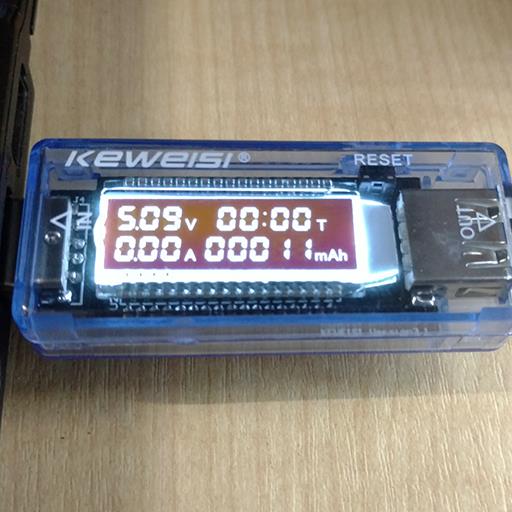 KEWEISI® RESET
IN
5.09V 00:00T
0.00A 00011mAh
OUT